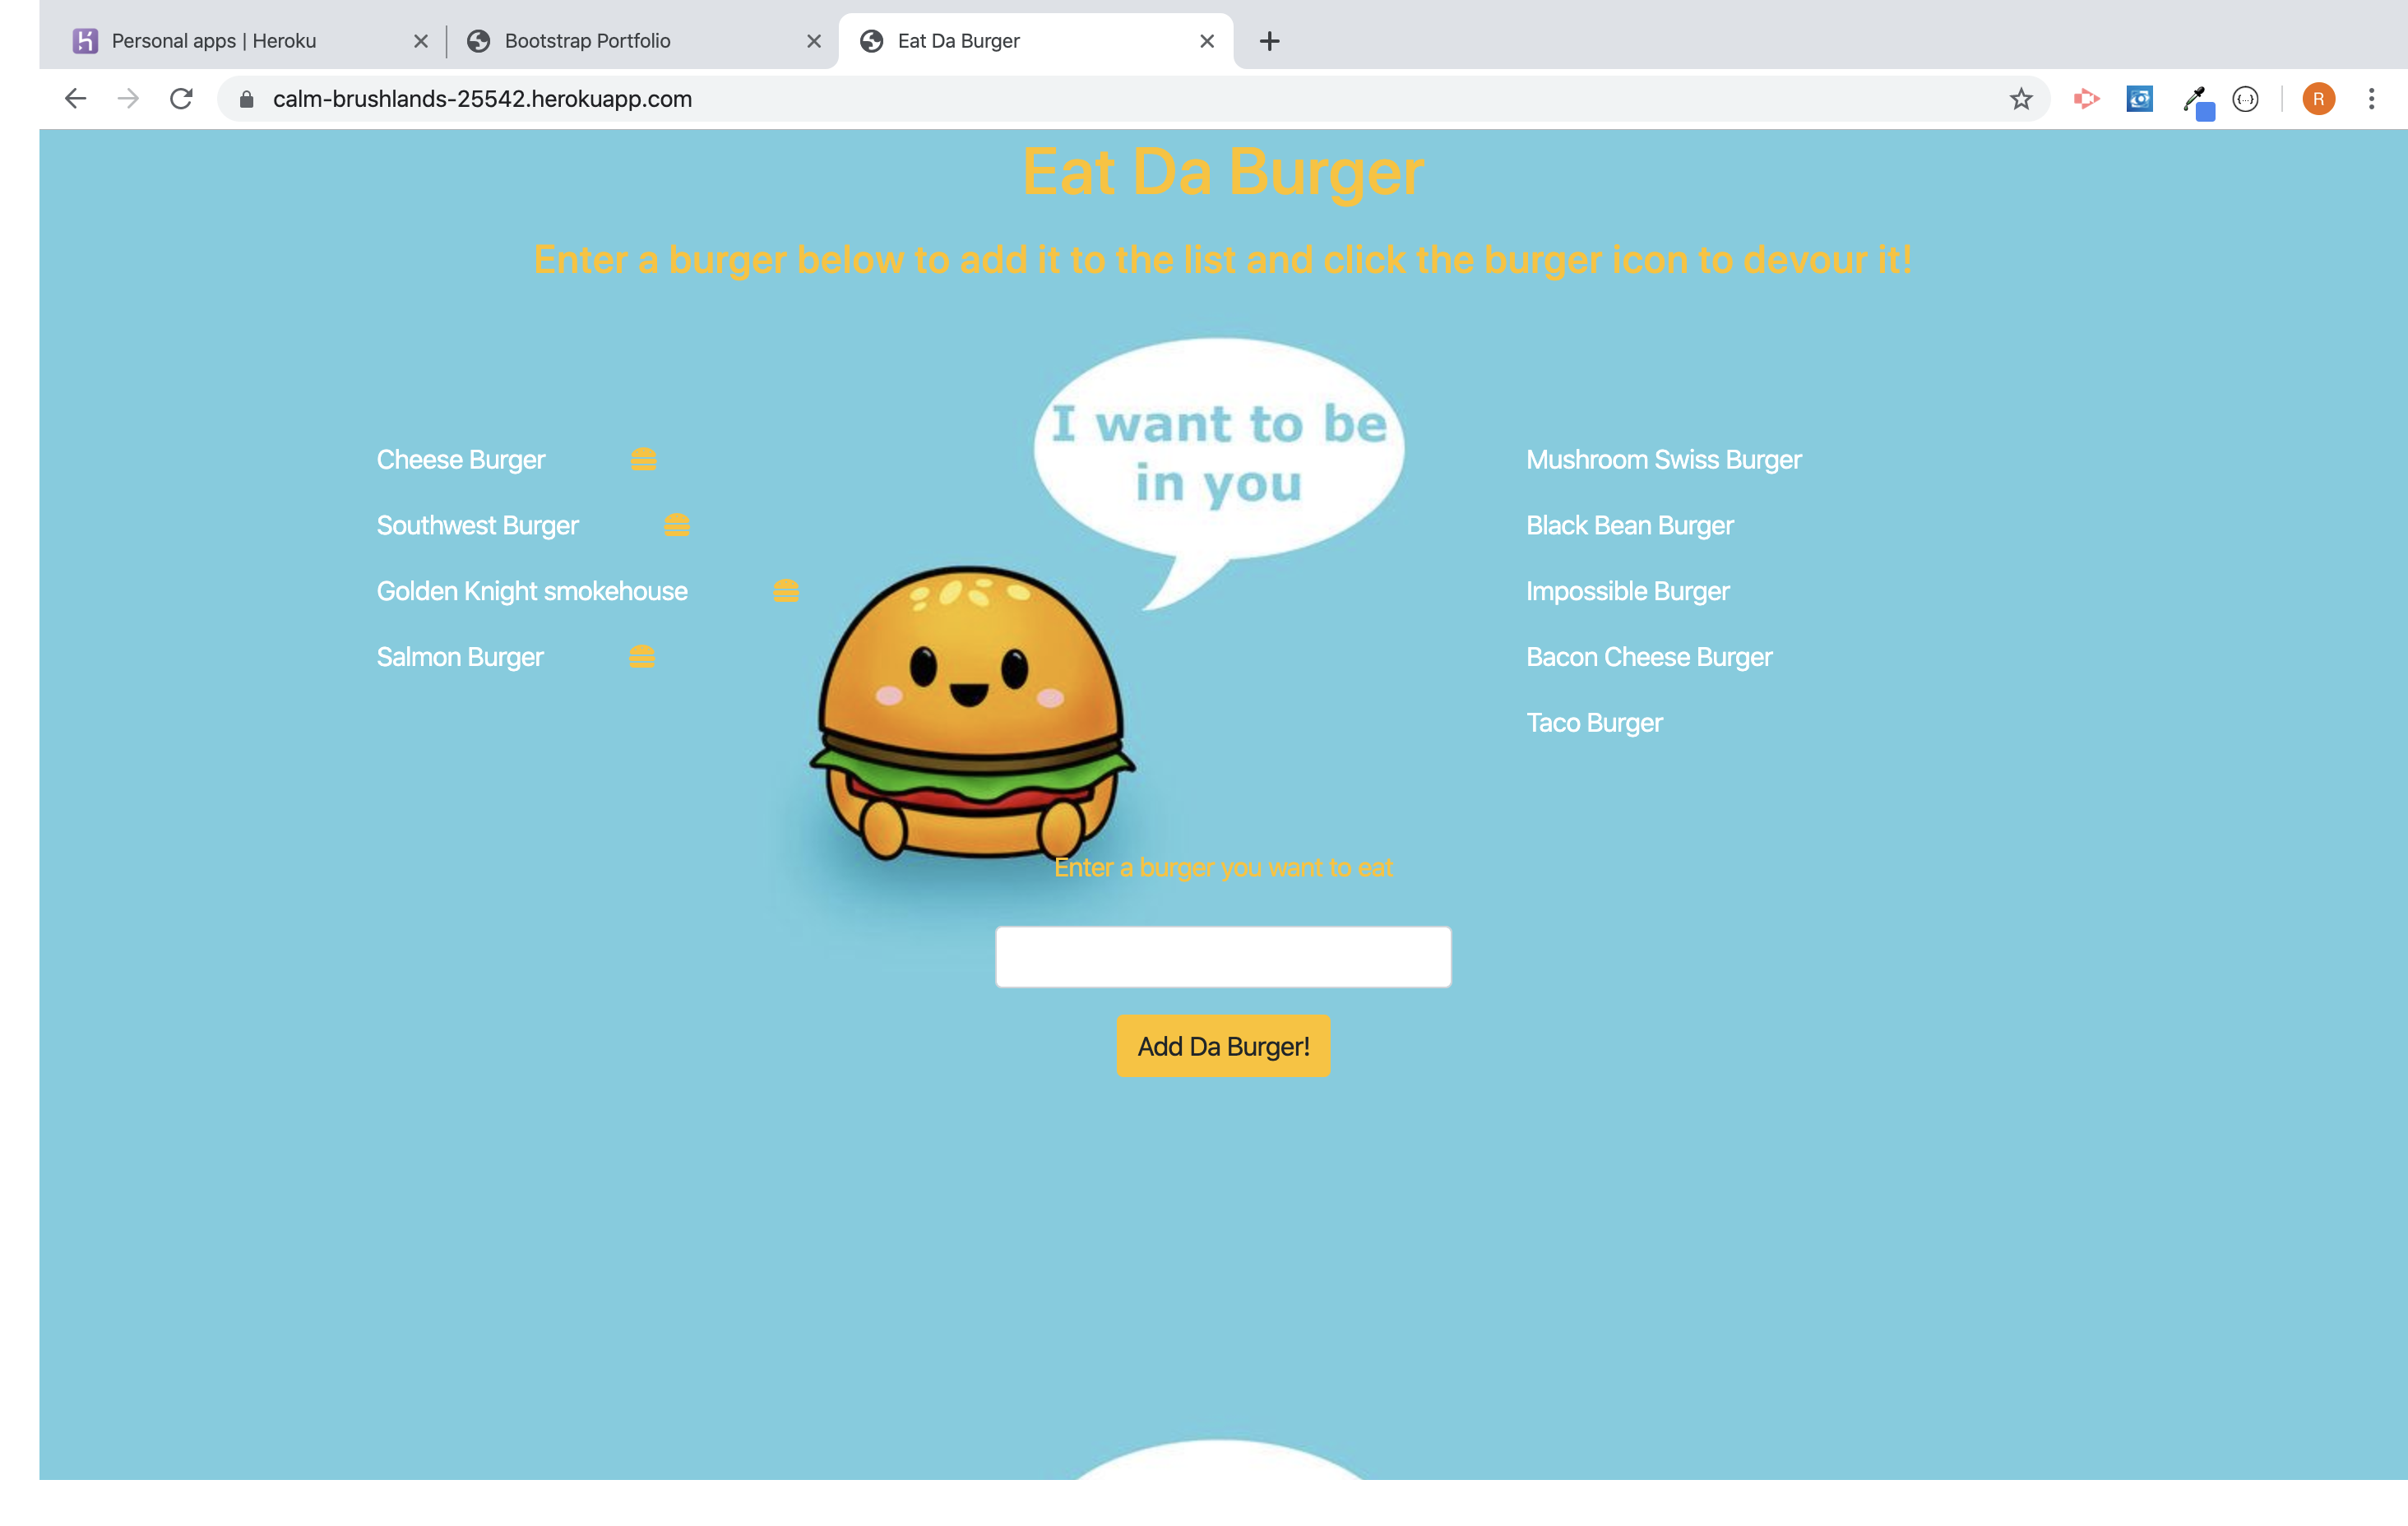 Personal apps | Heroku
Bootstrap Portfolio
Eat Da Burger
calm-brushlands-25542.herokuapp.com
R
Eat Da Burger
Enter a burger below to add it to the list and click the burger icon to devour it!
I want to be
in you
Cheese Burger
Southwest Burger
Golden Knight smokehouse
Salmon Burger
Mushroom Swiss Burger
Black Bean Burger
Impossible Burger
Bacon Cheese Burger
Taco Burger
Enter a burger you want to eat
Add Da Burger!